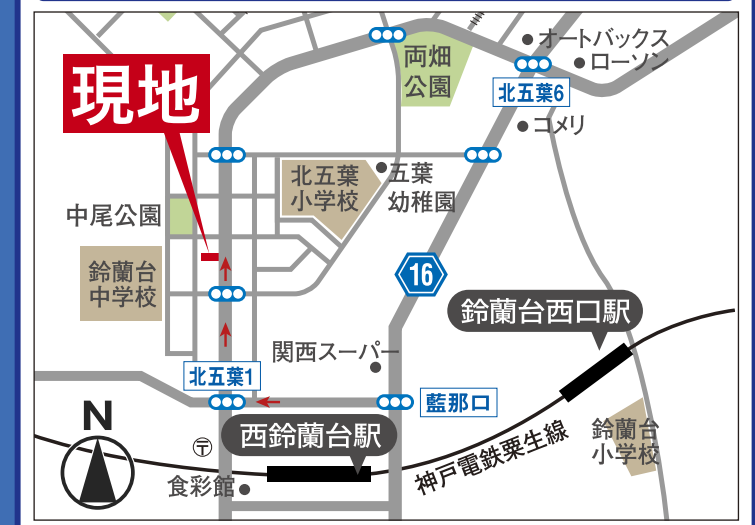 両畑
公園
オートバックス
ローソン
北五葉6
現地
コメリ
北五葉
小学校
五葉
幼稚園
中尾公園
鈴蘭台
中学校
16
鈴蘭台西口駅
関西スーパー
北五葉1
藍那口
N
〒
西鈴蘭台駅
神戸電鉄粟生線
鈴蘭台
小学校
食彩館